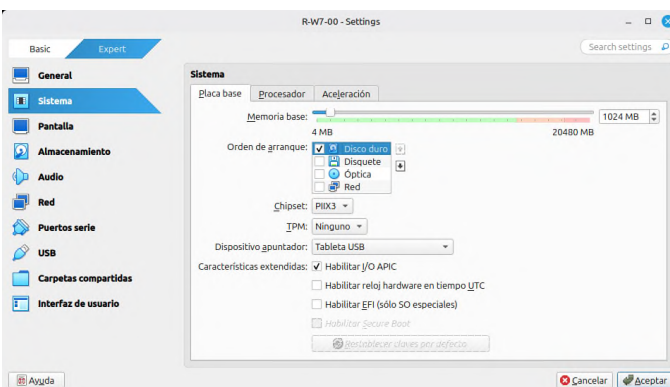 R-W7-00 - Settings
Basic Expert
Search settings
General
Sistema
Pantalla
Almacenamiento
Audio
Red
Puertos serie
USB
Carpetas compartidas
Interfaz de usuario
Sistema
Placa base Procesador Aceleración
Memoria base: 1024 MB
4 MB 20480 MB
Orden de arranque: Disco duro
Disquete
Óptica
Red
Chipset: PIIX3
TPM: Ninguno
Dispositivo apuntador: Tableta USB
Características extendidas: Habilitar I/O APIC
Habilitar reloj hardware en tiempo UTC
Habilitar EFI (sólo SO especiales)
Habilitar Secure Boot
Restablecer claves por defecto
Ayuda Cancelar Aceptar